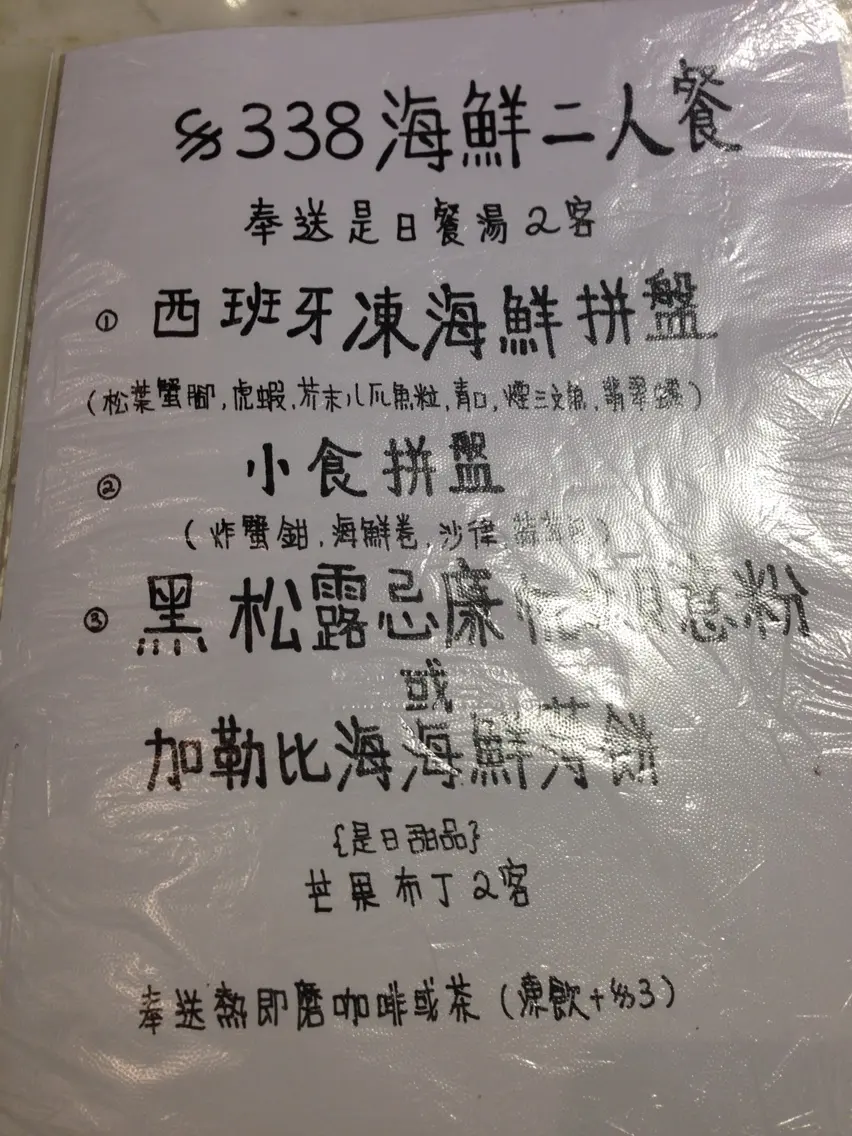 $338海鮮二人餐
奉送是日餐湯2客
① 西班牙凍海鮮拼盤
(松葉蟹腳,虎蝦,芥末八爪魚粒,青口,煙三文魚,翡翠螺)
② 小食拼盤
(炸蟹鉗,海鮮卷,沙律,)
③ 黑松露忌廉意粉
或
加勒比海海鮮薄餅
{是日甜品}
芒果布丁2客
奉送熱即磨咖啡或茶(凍飲+$3)